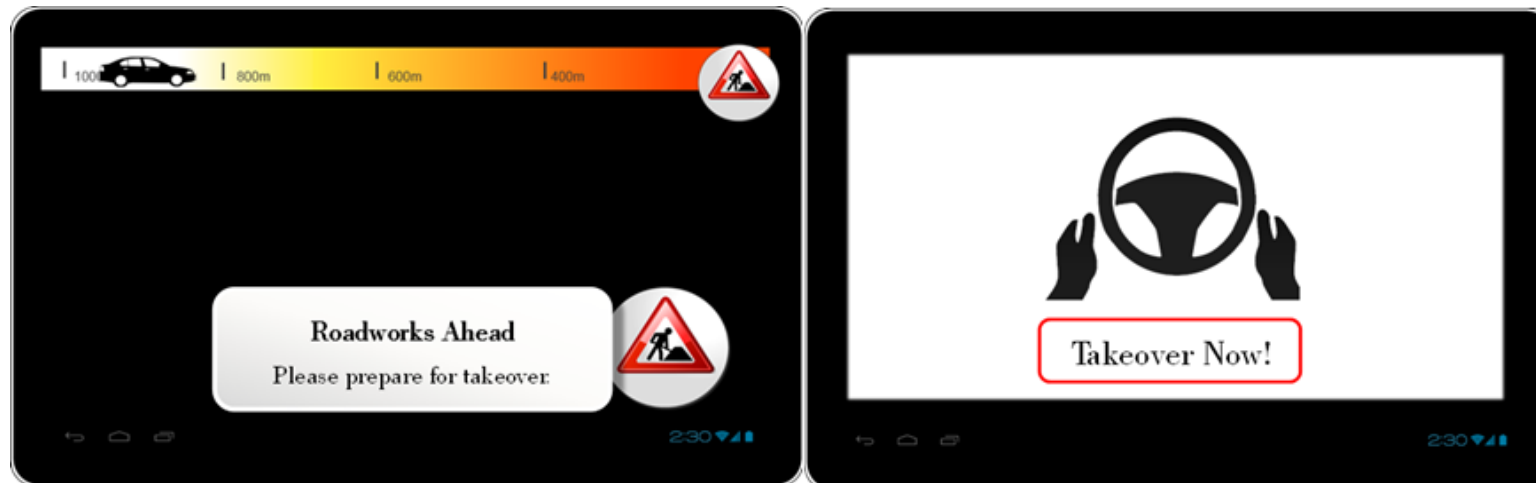 800m 600m 400m
Roadworks Ahead
Please prepare for takeover.
2:30
Takeover Now!
2:30